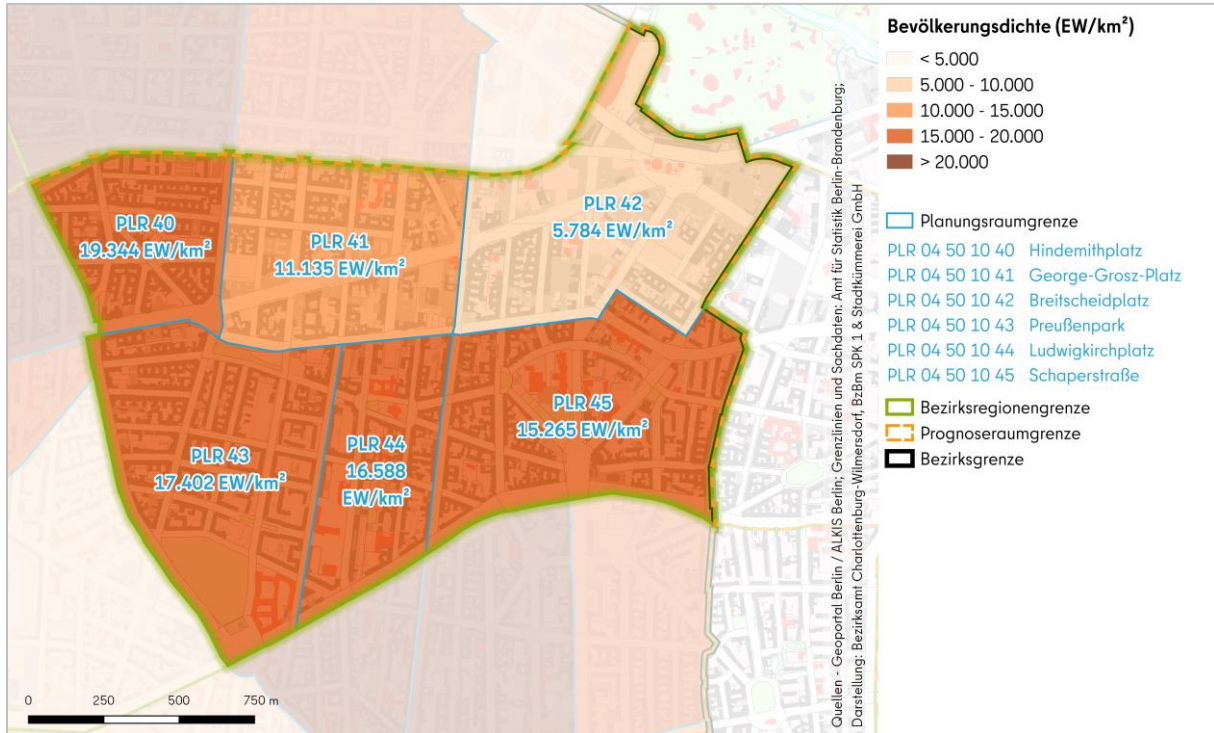 PLR 40
19.344 EW/km²
PLR 41
11.135 EW/km²
PLR 42
5.784 EW/km²
PLR 43
17.402 EW/km²
PLR 44
16.588
EW/km²
PLR 45
15.265 EW/km²
0 250 500 750 m
Quellen - Geoportal Berlin / ALKIS Berlin; Grenzlinien und Sachdaten: Amt für Statistik Berlin-Brandenburg;
Darstellung: Bezirksamt Charlottenburg-Wilmersdorf, BzBm SPK 1 & Stadtkümmerei GmbH
Bevölkerungsdichte (EW/km²)
< 5.000
5.000 - 10.000
10.000 - 15.000
15.000 - 20.000
> 20.000
Planungsraumgrenze
PLR 04 50 10 40 Hindemithplatz
PLR 04 50 10 41 George-Grosz-Platz
PLR 04 50 10 42 Breitscheidplatz
PLR 04 50 10 43 Preußenpark
PLR 04 50 10 44 Ludwigkirchplatz
PLR 04 50 10 45 Schaperstraße
Bezirksregionengrenze
Prognoseraumgrenze
Bezirksgrenze